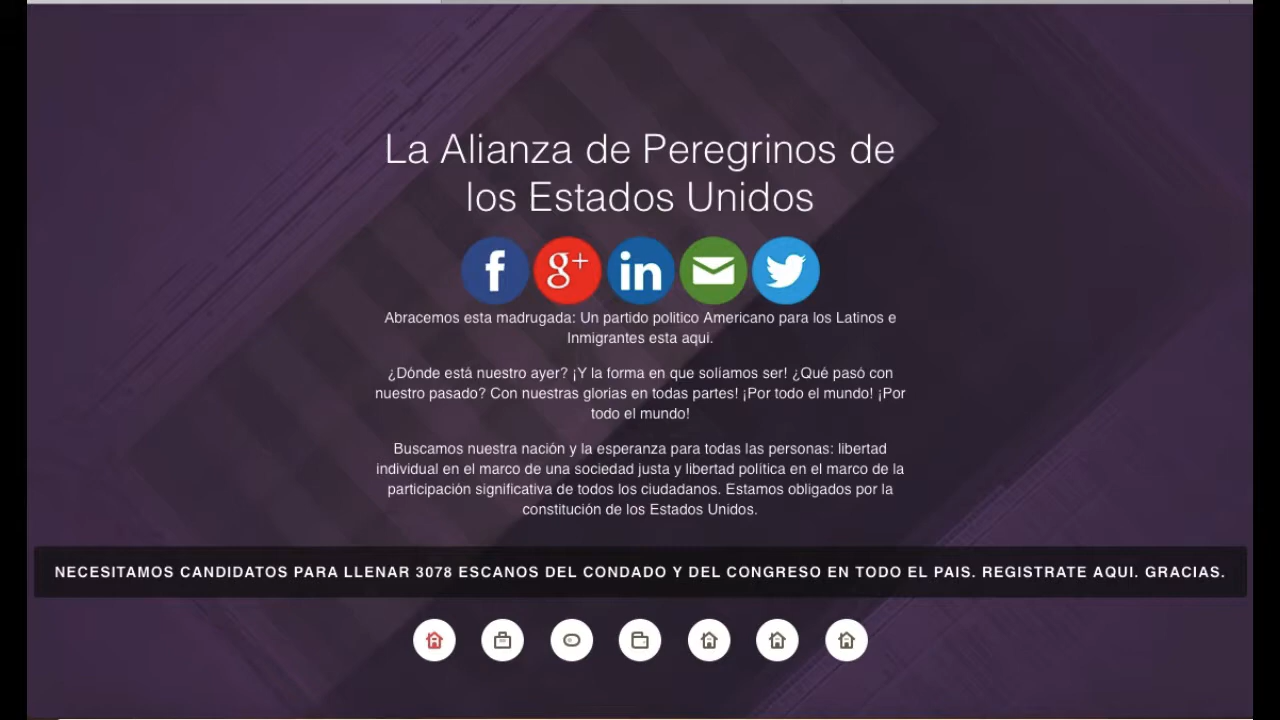 La Alianza de Peregrinos de
los Estados Unidos
f g+ in
Abracemos esta madrugada: Un partido politico Americano para los Latinos e
Inmigrantes esta aqui.
¿Dónde está nuestro ayer? ¡Y la forma en que solíamos ser! ¿Qué pasó con
nuestro pasado? Con nuestras glorias en todas partes! ¡Por todo el mundo! ¡Por
todo el mundo!
Buscamos nuestra nación y la esperanza para todas las personas: libertad
individual en el marco de una sociedad justa y libertad política en el marco de la
participación significativa de todos los ciudadanos. Estamos obligados por la
constitución de los Estados Unidos.
NECESITAMOS CANDIDATOS PARA LLENAR 3078 ESCANOS DEL CONDADO Y DEL CONGRESO EN TODO EL PAIS. REGISTRATE AQUI. GRACIAS.